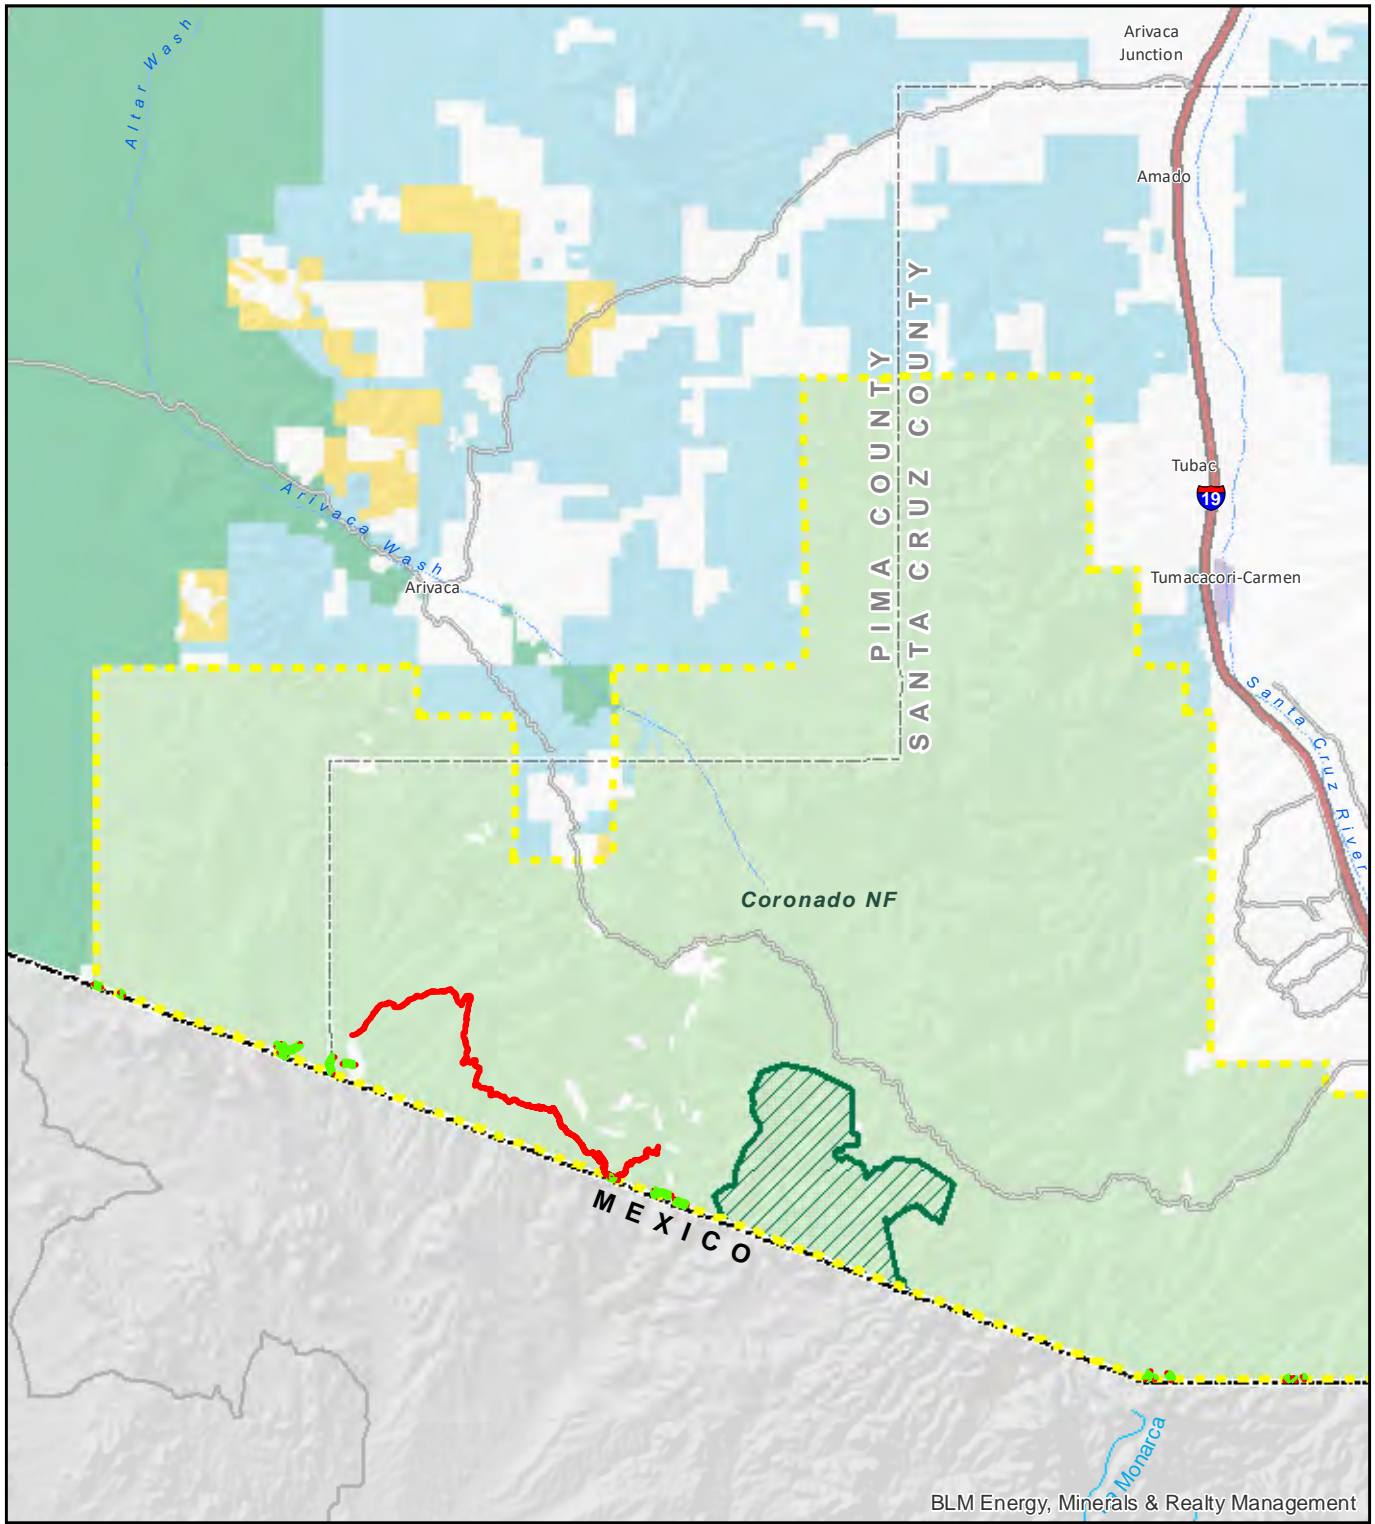 Arivaca
Junction
Altar Wash
Amado
PIMA COUNTY
SANTA CRUZ COUNTY
Tubac
19
Arivaca Wash
Arivaca
Tumacacori-Carmen
Santa Cruz River
Coronado NF
MEXICO
Monarca
BLM Energy, Minerals & Realty Management